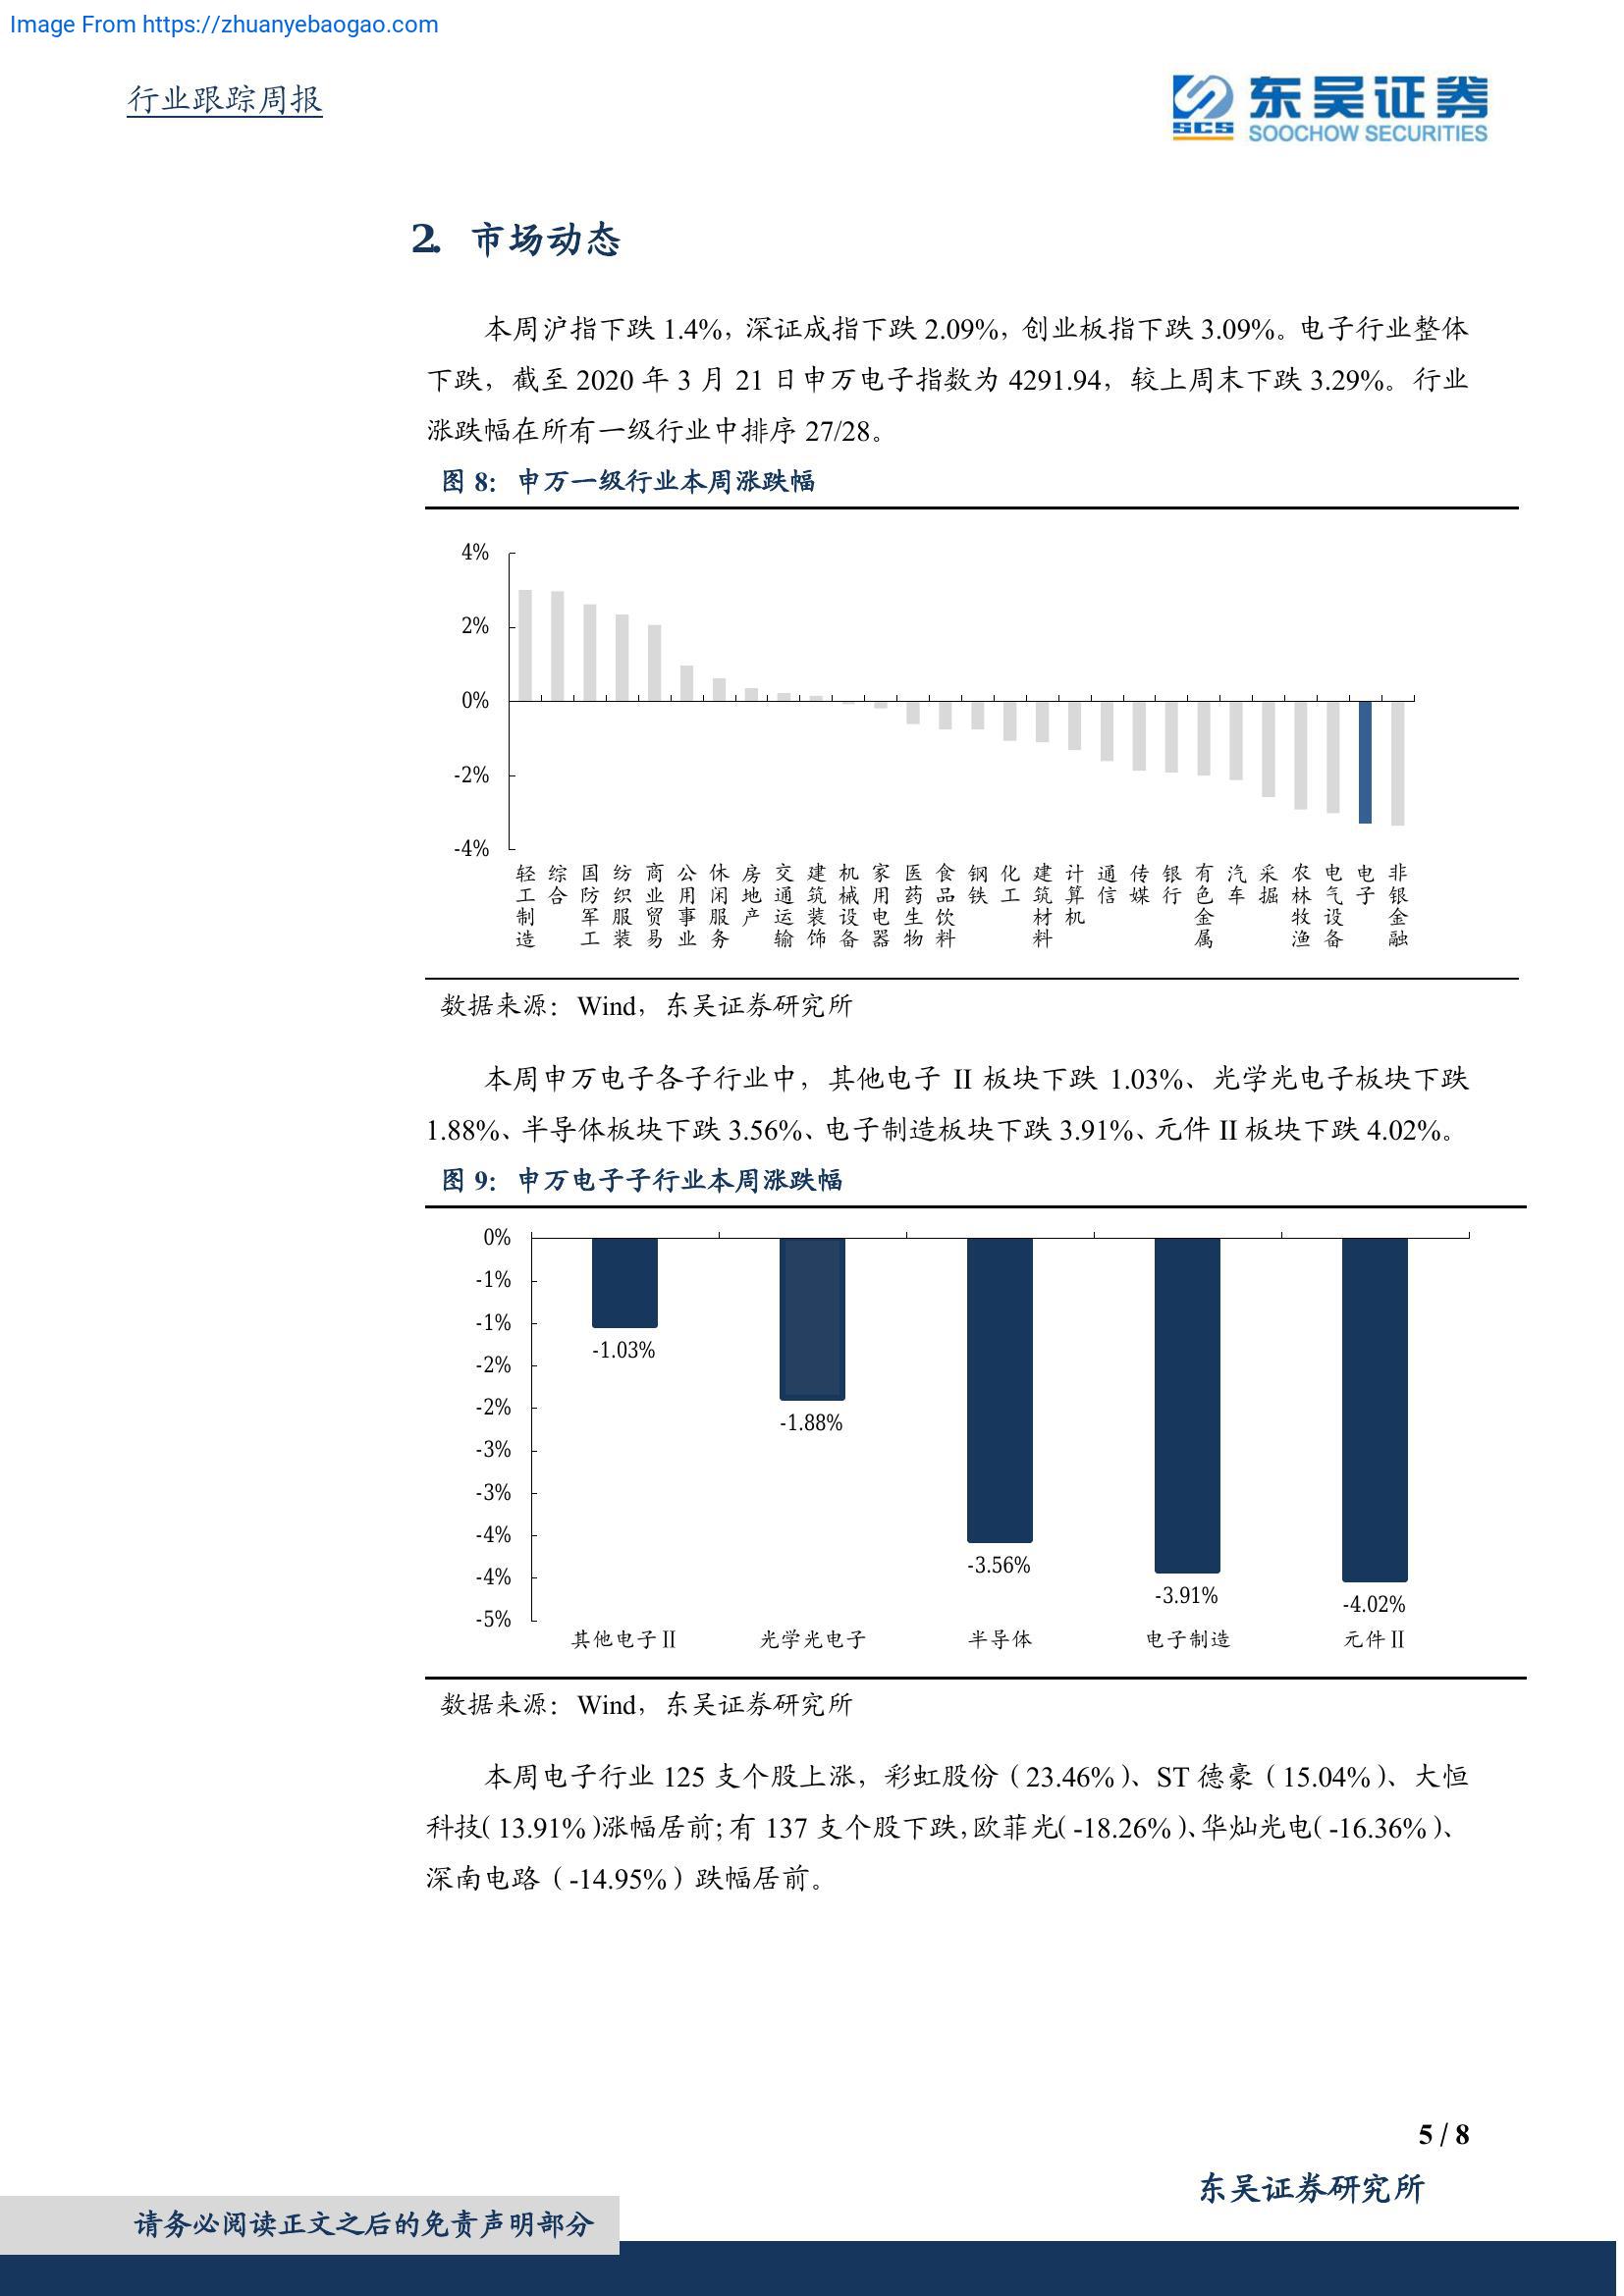 Image From https://zhuanyebaogao.com
行业跟踪周报
东吴证券
SCS
SOOCHOW SECURITIES
2. 市场动态
本周沪指下跌 1.4%，深证成指下跌 2.09%，创业板指下跌 3.09%。电子行业整体
下跌，截至 2020 年 3 月 21 日申万电子指数为 4291.94，较上周末下跌 3.29%。行业
涨跌幅在所有一级行业中排序 27/28。
图 8：申万一级行业本周涨跌幅
4%
2%
0%
-2%
-4%
轻工制造
综合
国防军工
纺织服装
商业贸易
公用事业
休闲服务
房地产
交通运输
建筑装饰
机械设备
家用电器
医药生物
食品饮料
钢铁
化工
建筑材料
计算机
通信
传媒
银行
有色金属
汽车
采掘
农林牧渔
电气设备
电子
非银金融
数据来源：Wind，东吴证券研究所
本周申万电子各子行业中，其他电子 II 板块下跌 1.03%、光学光电子板块下跌
1.88%、半导体板块下跌 3.56%、电子制造板块下跌 3.91%、元件 II 板块下跌 4.02%。
图 9：申万电子子行业本周涨跌幅
0%
-1%
-1%
-2%
-2%
-3%
-3%
-4%
-4%
-5%
-1.03%
-1.88%
-3.56%
-3.91%
-4.02%
其他电子Ⅱ
光学光电子
半导体
电子制造
元件Ⅱ
数据来源：Wind，东吴证券研究所
本周电子行业 125 支个股上涨，彩虹股份（23.46%）、ST 德豪（15.04%）、大恒
科技（13.91%）涨幅居前；有 137 支个股下跌，欧菲光（-18.26%）、华灿光电（-16.36%）、
深南电路（-14.95%）跌幅居前。
5 / 8
东吴证券研究所
请务必阅读正文之后的免责声明部分